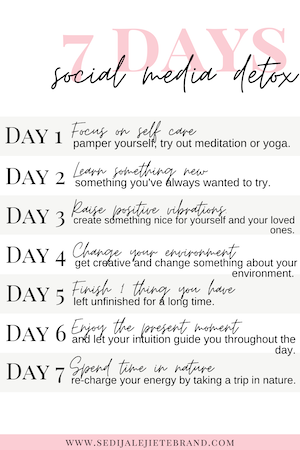 7 DAYS
social media detox
DAY 1 Focus on self care
pamper yourself, try out meditation or yoga.
DAY 2 Learn something new
something you've always wanted to try.
DAY 3 Raise positive vibrations
create something nice for yourself and your loved
ones.
DAY 4 Change your environment
get creative and change something about your
environment.
DAY 5 Finish 1 thing you have
left unfinished for a long time.
DAY 6 Enjoy the present moment
and let your intuition guide you throughout the
day.
DAY 7 Spend time in nature
re-charge your energy by taking a trip in nature.
WWW.SEDIJALEJIETEBRAND.COM